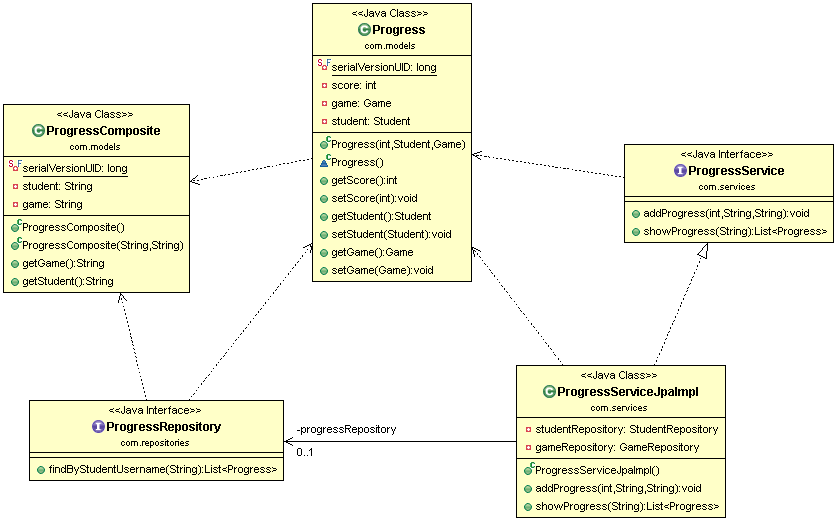 <<Java Class>>
Progress
com.models
serialVersionUID: long
score: int
game: Game
student: Student
Progress(int,Student,Game)
Progress()
getScore():int
setScore(int):void
getStudent():Student
setStudent(Student):void
getGame():Game
setGame(Game):void
<<Java Class>>
ProgressComposite
com.models
serialVersionUID: long
student: String
game: String
ProgressComposite()
ProgressComposite(String,String)
getGame():String
getStudent():String
<<Java Interface>>
ProgressService
com.services
addProgress(int,String,String):void
showProgress(String):List<Progress>
<<Java Interface>>
ProgressRepository
com.repositories
findByStudentUsername(String):List<Progress>
-progressRepository
0..1
<<Java Class>>
ProgressServiceJpaImpl
com.services
studentRepository: StudentRepository
gameRepository: GameRepository
ProgressServiceJpaImpl()
addProgress(int,String,String):void
showProgress(String):List<Progress>